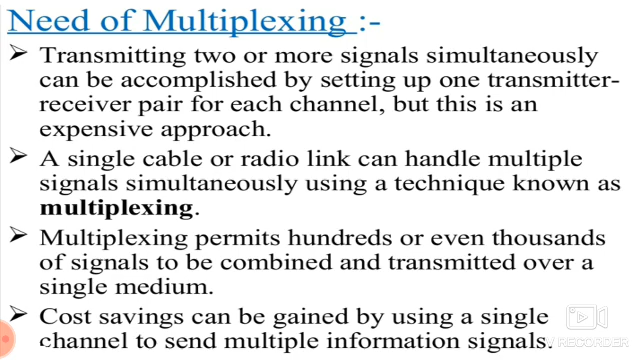 Need of Multiplexing :-
➢ Transmitting two or more signals simultaneously
can be accomplished by setting up one transmitter-
receiver pair for each channel, but this is an
expensive approach.
➢ A single cable or radio link can handle multiple
signals simultaneously using a technique known as
multiplexing.
➢ Multiplexing permits hundreds or even thousands
of signals to be combined and transmitted over a
single medium.
➢ Cost savings can be gained by using a single
channel to send multiple information signals.
RECORDER